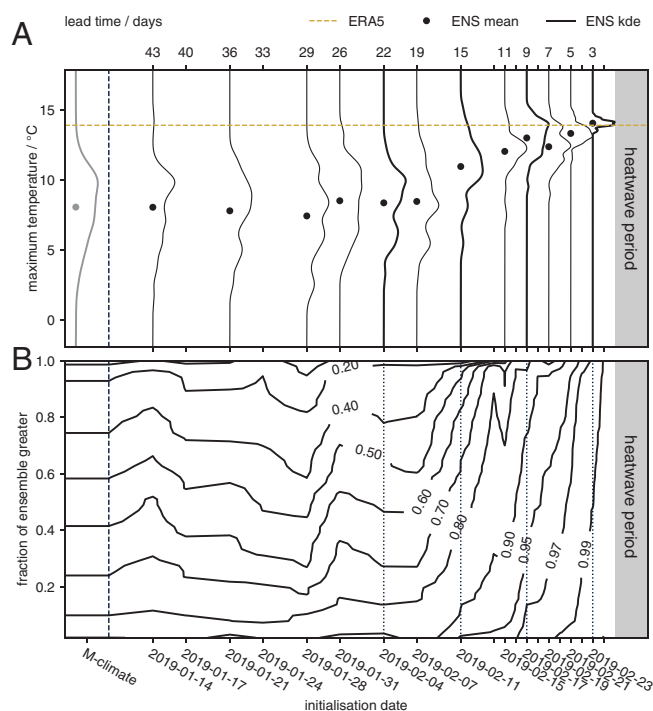 A
lead time / days
ERA5
ENS mean
ENS kde
43 40 36 33 29 26 22 19 15 11 9 7 5 3
maximum temperature / °C
15
10
5
0
heatwave period
B
fraction of ensemble greater
1.0
0.8
0.6
0.4
0.2
0.20
0.40
0.50
0.60
0.70
0.80
0.90
0.95
0.97
0.99
heatwave period
M-climate
2019-01-14
2019-01-17
2019-01-21
2019-01-24
2019-01-28
2019-01-31
2019-02-04
2019-02-07
2019-02-11
2019-02-15
2019-02-17
2019-02-19
2019-02-21
2019-02-23
initialisation date